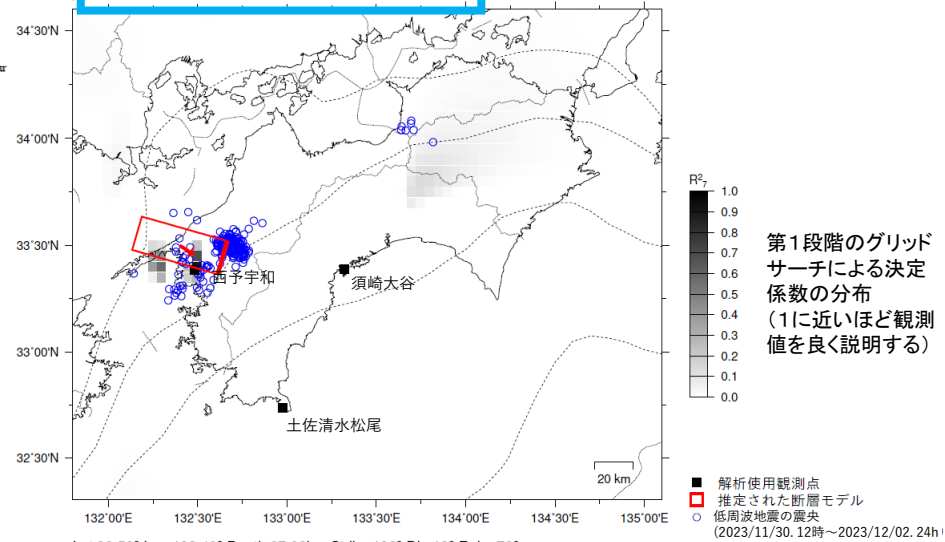 34˚30'N
34˚00'N
33˚30'N
33˚00'N
32˚30'N
132˚00'E
132˚30'E
133˚00'E
133˚30'E
134˚00'E
134˚30'E
135˚00'E
西予宇和
須崎大谷
土佐清水松尾
20 km
R²₇
1.0
0.9
0.8
0.7
0.6
0.5
0.4
0.3
0.2
0.1
0.0
第1段階のグリッド
サーチによる決定
係数の分布
(1に近いほど観測
値を良く説明する)
解析使用観測点
推定された断層モデル
低周波地震の震央
(2023/11/30.12時～2023/12/02.24h